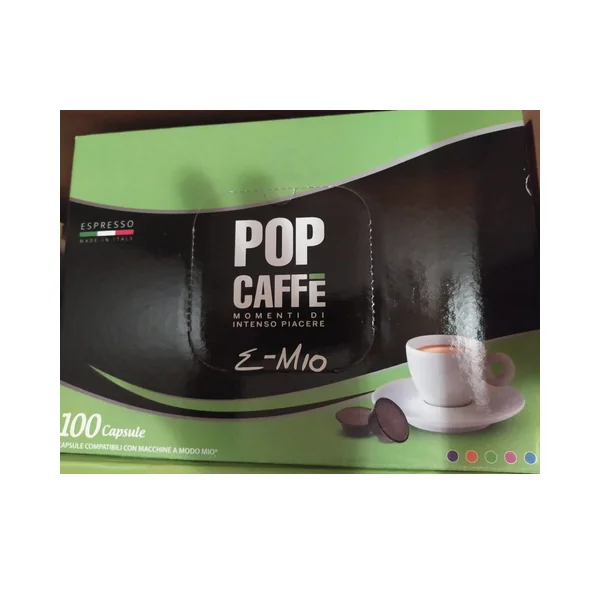 ESPRESSO
MADE IN ITALY
POP
CAFFÈ
MOMENTI DI
INTENSO PIACERE
Σ-MIO
100 Capsule
CAPSULE COMPATIBILI CON MACCHINE A MODO MIO®